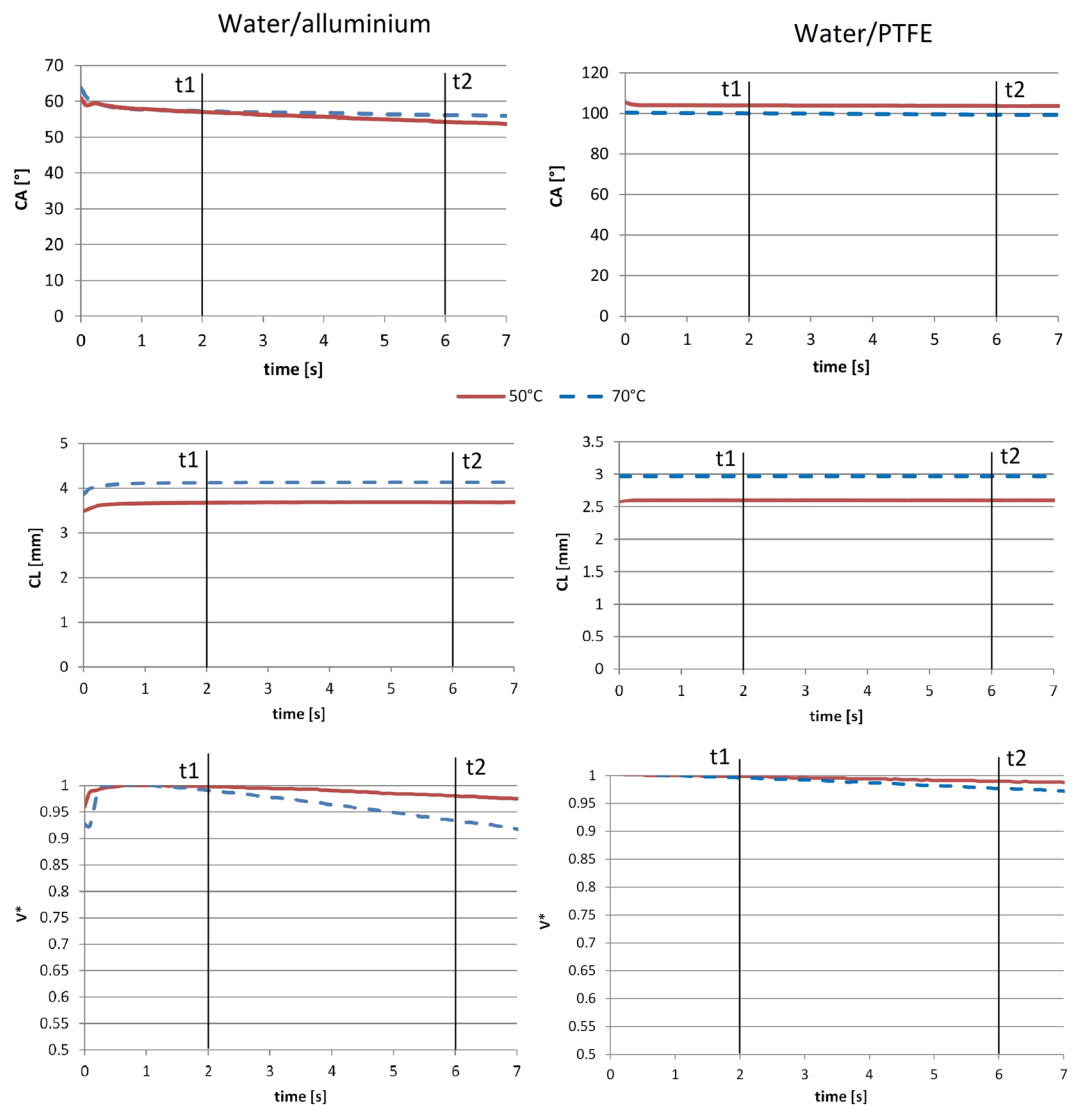 Water/alluminium
Water/PTFE
70
60
50
40
30
20
10
0
CA [°]
t1
t2
0 1 2 3 4 5 6 7
time [s]
120
100
80
60
40
20
0
CA [°]
t1
t2
0 1 2 3 4 5 6 7
time [s]
50°C 70°C
5
4
3
2
1
0
CL [mm]
t1
t2
0 1 2 3 4 5 6 7
time [s]
3.5
3
2.5
2
1.5
1
0.5
0
CL [mm]
t1
t2
0 1 2 3 4 5 6 7
time [s]
1
0.95
0.9
0.85
0.8
0.75
0.7
0.65
0.6
0.55
0.5
V*
t1
t2
0 1 2 3 4 5 6 7
time [s]
1
0.95
0.9
0.85
0.8
0.75
0.7
0.65
0.6
0.55
0.5
V*
t1
t2
0 1 2 3 4 5 6 7
time [s]